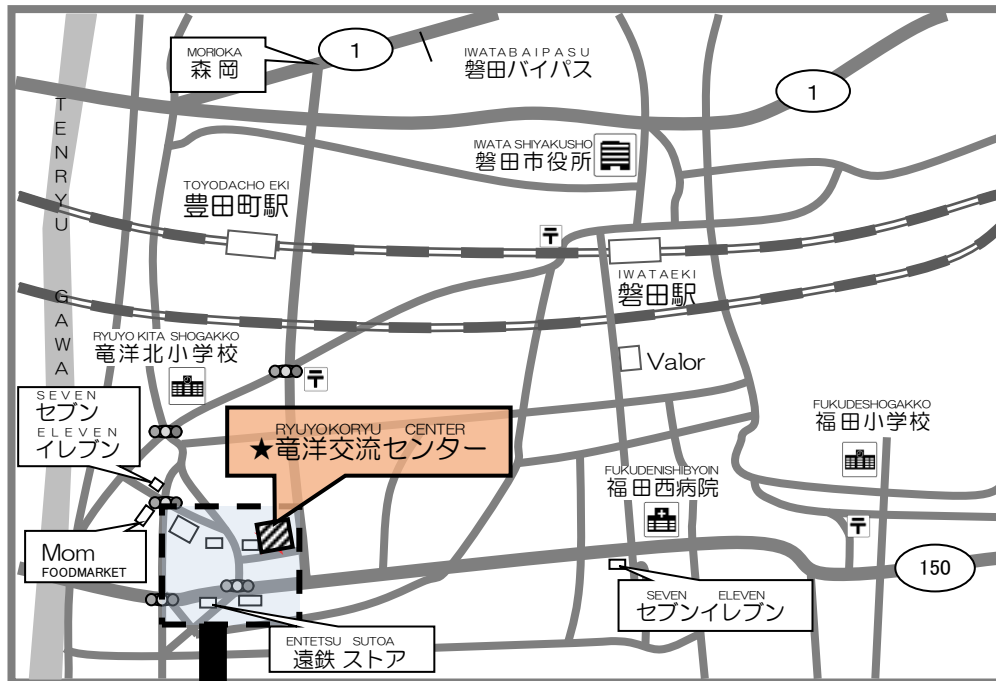 MORIOKA
森岡
1
IWATABAIPASU
磐田バイパス
1
TENRYU GAWA
IWATA SHIYAKUSHO
磐田市役所
TOYODACHO EKI
豊田町駅
〒
IWATAEKI
磐田駅
RYUYO KITA SHOGAKKO
竜洋北小学校
〒
Valor
SEVEN
セブン
ELEVEN
イレブン
RYUYOKORYU CENTER
★竜洋交流センター
FUKUDESHOGAKKO
福田小学校
FUKUDENISHIBYOIN
福田西病院
〒
Mom
FOODMARKET
150
SEVEN ELEVEN
セブンイレブン
ENTETSU SUTOA
遠鉄 ストア